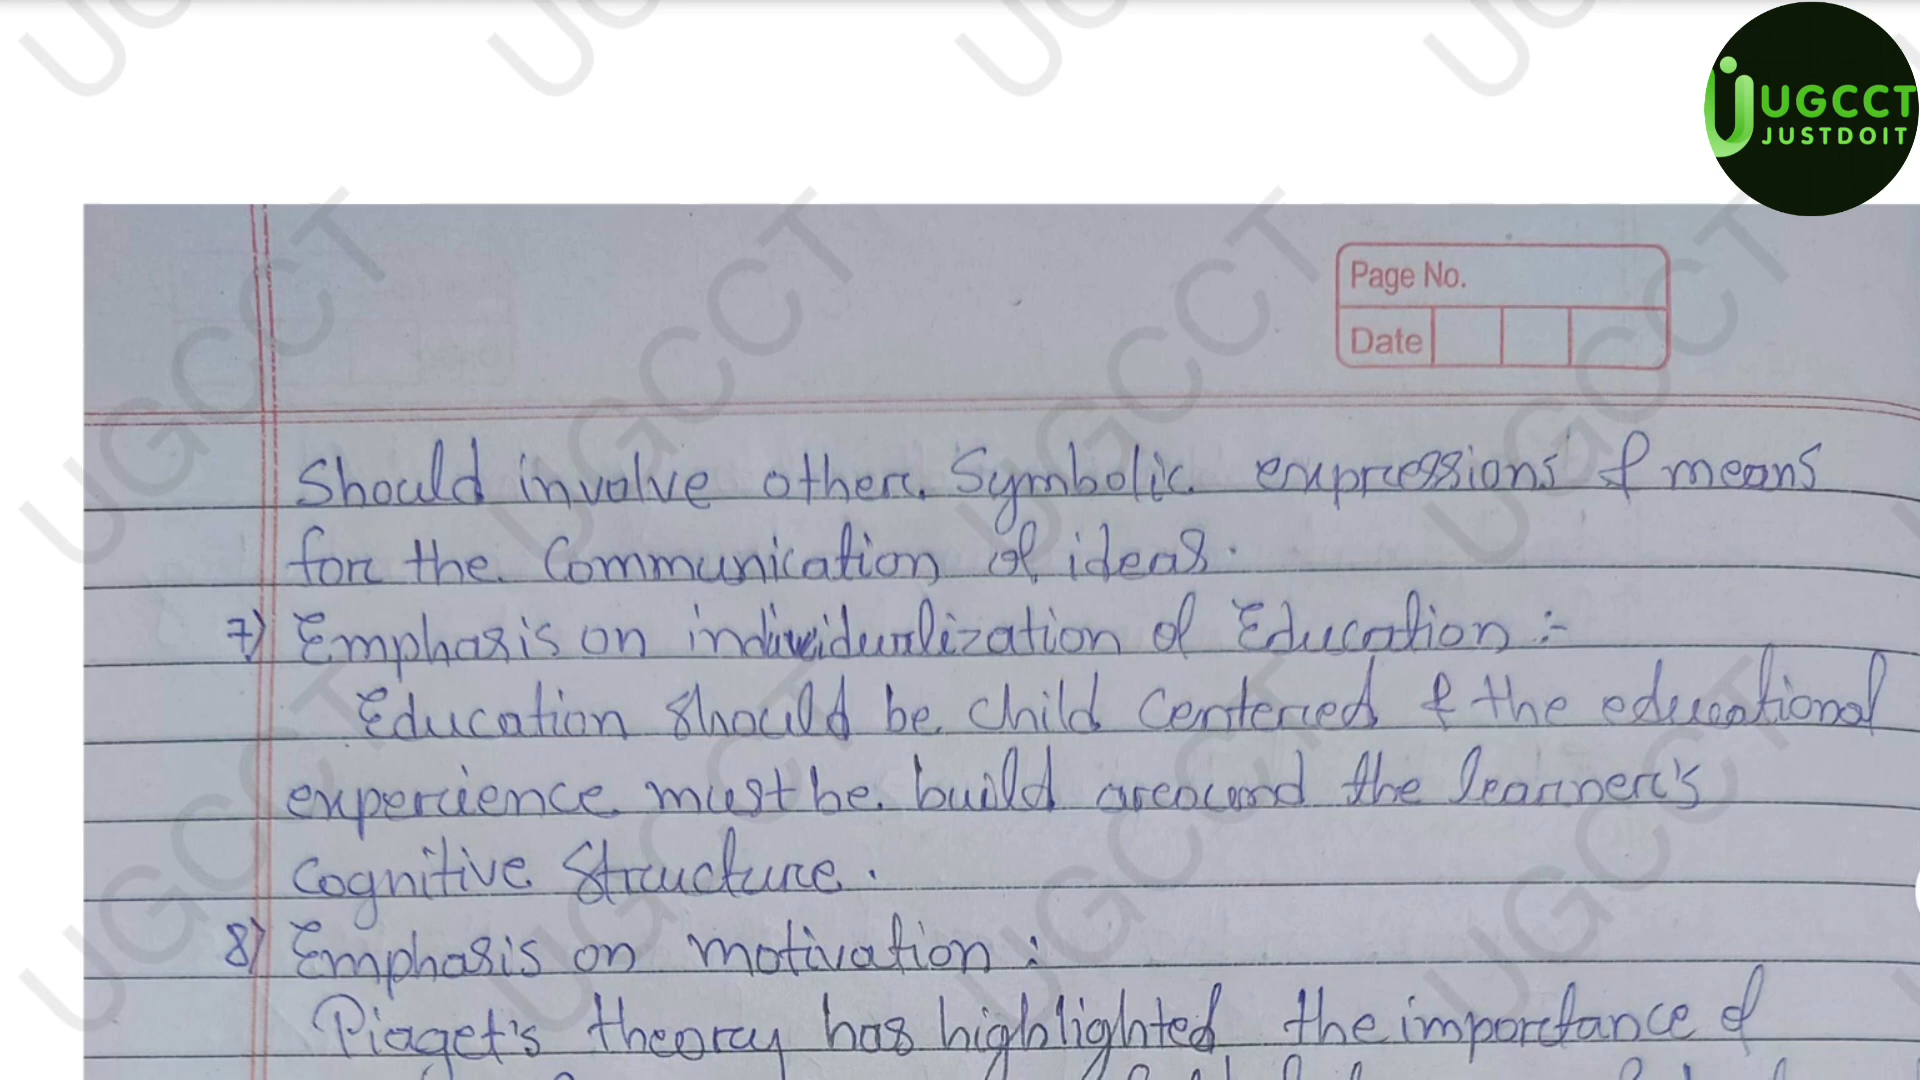 UGCCT
JUSTDOIT
Page No.
Date
Should involve other Symbolic expressions & means
for the Communication of ideas.
7) Emphasis on individualization of Education :-
Education should be child centered & the educational
experience must be build around the learner's
Cognitive Structure.
8) Emphasis on motivation :
Piaget's theory has highlighted the importance of
UGCCT